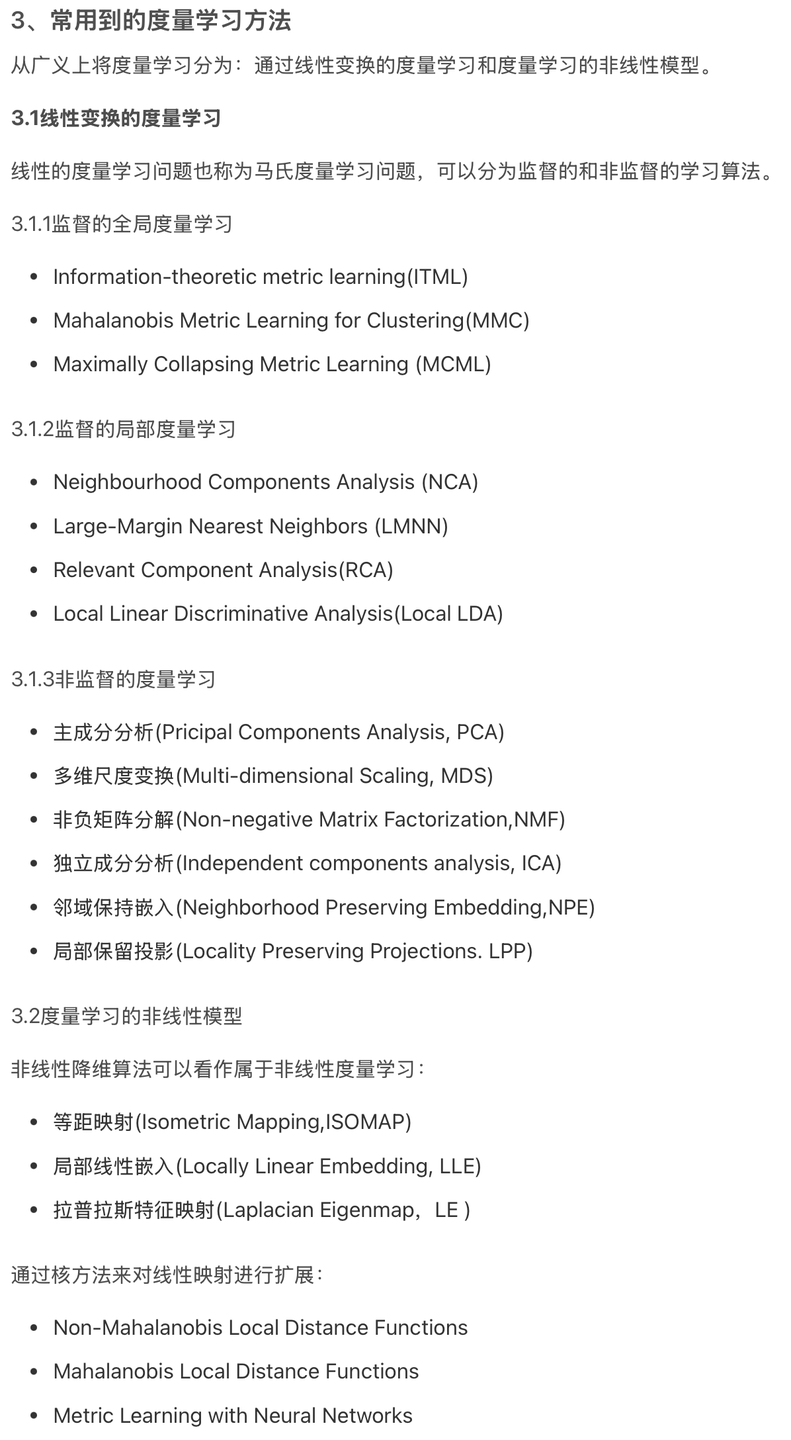 3、常用到的度量学习方法
从广义上将度量学习分为：通过线性变换的度量学习和度量学习的非线性模型。
3.1线性变换的度量学习
线性的度量学习问题也称为马氏度量学习问题，可以分为监督的和非监督的学习算法。
3.1.1监督的全局度量学习
• Information-theoretic metric learning(ITML)
• Mahalanobis Metric Learning for Clustering(MMC)
• Maximally Collapsing Metric Learning (MCML)
3.1.2监督的局部度量学习
• Neighbourhood Components Analysis (NCA)
• Large-Margin Nearest Neighbors (LMNN)
• Relevant Component Analysis(RCA)
• Local Linear Discriminative Analysis(Local LDA)
3.1.3非监督的度量学习
• 主成分分析(Pricipal Components Analysis, PCA)
• 多维尺度变换(Multi-dimensional Scaling, MDS)
• 非负矩阵分解(Non-negative Matrix Factorization,NMF)
• 独立成分分析(Independent components analysis, ICA)
• 邻域保持嵌入(Neighborhood Preserving Embedding,NPE)
• 局部保留投影(Locality Preserving Projections. LPP)
3.2度量学习的非线性模型
非线性降维算法可以看作属于非线性度量学习：
• 等距映射(Isometric Mapping,ISOMAP)
• 局部线性嵌入(Locally Linear Embedding, LLE)
• 拉普拉斯特征映射(Laplacian Eigenmap，LE )
通过核方法来对线性映射进行扩展：
• Non-Mahalanobis Local Distance Functions
• Mahalanobis Local Distance Functions
• Metric Learning with Neural Networks